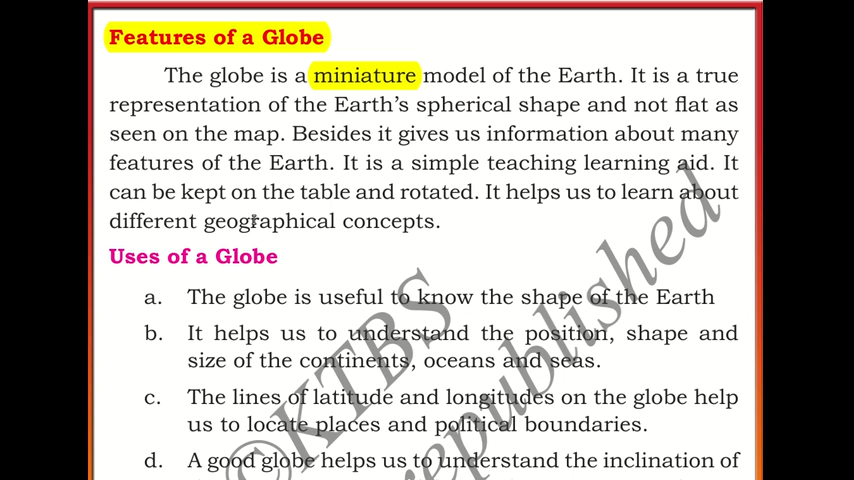 Features of a Globe
The globe is a miniature model of the Earth. It is a true
representation of the Earth's spherical shape and not flat as
seen on the map. Besides it gives us information about many
features of the Earth. It is a simple teaching learning aid. It
can be kept on the table and rotated. It helps us to learn about
different geographical concepts.
Uses of a Globe
a. The globe is useful to know the shape of the Earth
b. It helps us to understand the position, shape and
size of the continents, oceans and seas.
c. The lines of latitude and longitudes on the globe help
us to locate places and political boundaries.
d. A good globe helps us to understand the inclination of
©KTBS
republished